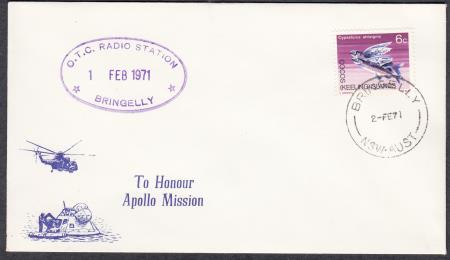 O.T.C. RADIO STATION
1 FEB 1971
BRINGELLY
6c
COCOS
(KEELING) ISLANDS
BRINGELLY
2-FE71
NSW-AUST
To Honour
Apollo Mission